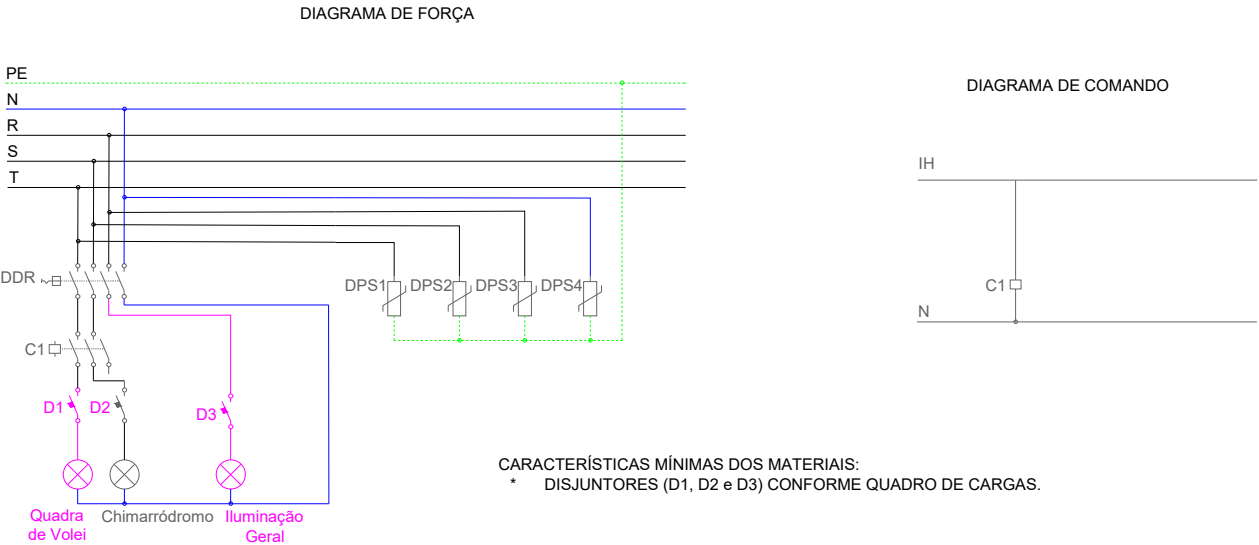 DIAGRAMA DE FORÇA
PE
N
R
S
T
DDR
DPS1
DPS2
DPS3
DPS4
C1
D1
D2
D3
Quadra
de Volei
Chimarródromo
Iluminação
Geral
DIAGRAMA DE COMANDO
IH
C1
N
CARACTERÍSTICAS MÍNIMAS DOS MATERIAIS:
* DISJUNTORES (D1, D2 e D3) CONFORME QUADRO DE CARGAS.